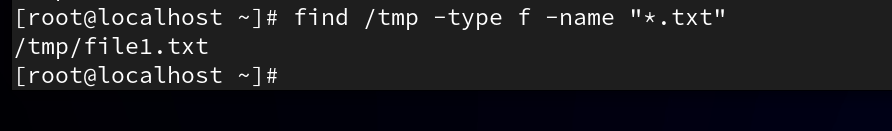 [root@localhost ~]# find /tmp -type f -name "*.txt"
/tmp/file1.txt
[root@localhost ~]#